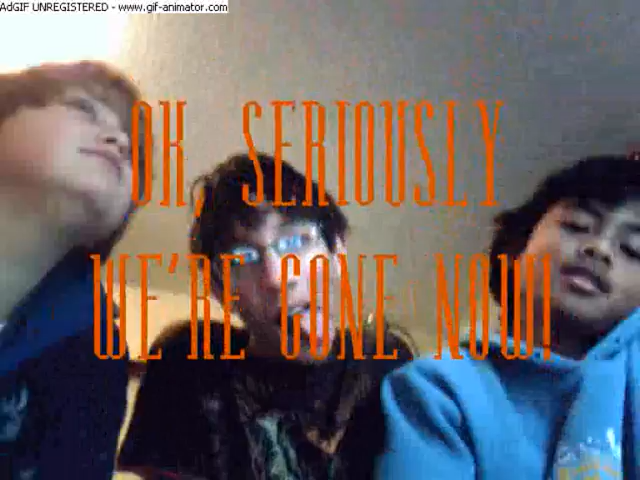 AdGIF UNREGISTERED - www.gif-animator.com
OK, SERIOUSLY
WE'RE GONE NOW!